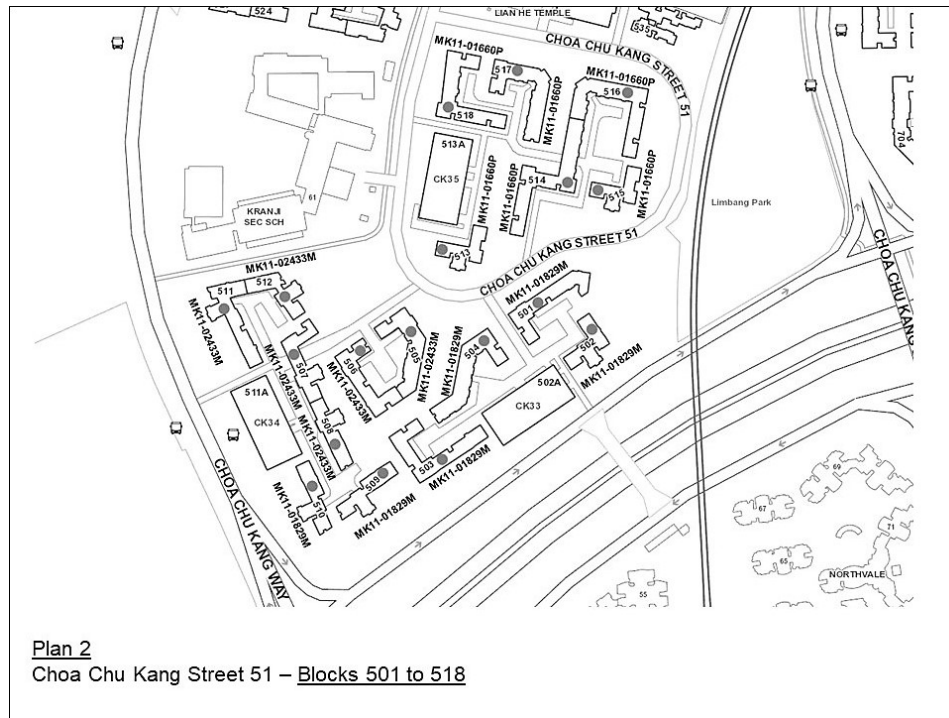 524
LIAN HE TEMPLE
535
CHOA CHU KANG STREET 51
MK11-01660P
517
MK11-01660P
516
518
MK11-01660P
513A
CK35
MK11-01660P
MK11-01660P
514
515
MK11-01660P
704
61
KRANJI
SEC SCH
Limbang Park
513
CHOA CHU KANG STREET 51
CHOA CHU KANG
MK11-02433M
511
512
MK11-02433M
MK11-01829M
501
502
MK11-01829M
504
MK11-01829M
505
MK11-02433M
506
MK11-02433M
507
MK11-02433M
511A
CK34
508
MK11-02433M
502A
CK33
503
MK11-01829M
509
MK11-01829M
510
MK11-01829M
CHOA CHU KANG WAY
69
67
71
65
NORTHVALE
55
Plan 2
Choa Chu Kang Street 51 – Blocks 501 to 518